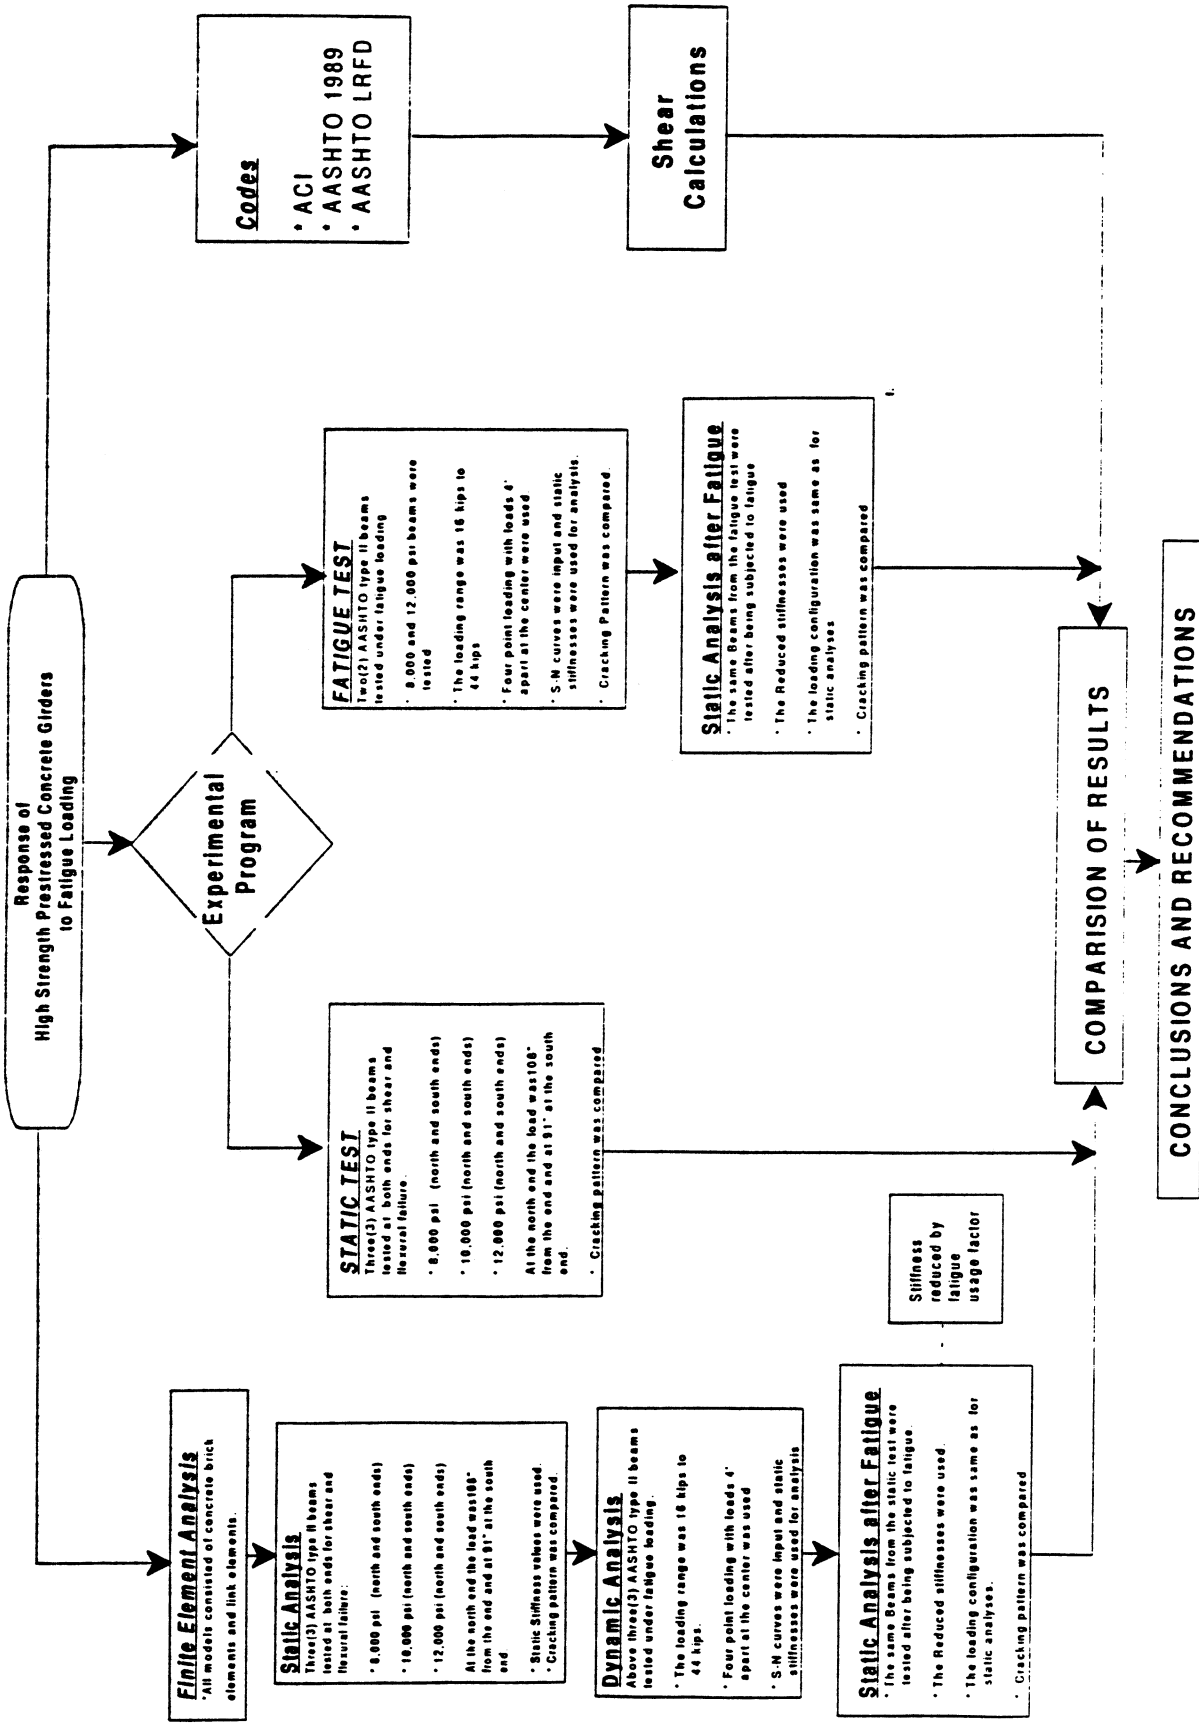 Response of
High Strength Prestressed Concrete Girders
to Fatigue Loading
Finite Element Analysis
*All models consisted of concrete brick
elements and link elements.
Static Analysis
Three(3) AASHTO type II beams
tested at both ends for shear and
flexural failure:
* 8,000 psi (north and south ends)
* 10,000 psi (north and south ends)
* 12,000 psi (north and south ends)
At the north end the load was108"
from the end and at 91" at the south
end.
* Static Stiffness values were used.
* Cracking pattern was compared.
Dynamic Analysis
Above three(3) AASHTO type II beams
tested under fatigue loading.
* The loading range was 16 kips to
44 kips.
* Four point loading with loads 4'
apart at the center was used
* S-N curves were input and static
stiffnesses were used for analysis
Static Analysis after Fatigue
* The same Beams from the static test were
tested after being subjected to fatigue.
* The Reduced stiffnesses were used.
* The loading configuration was same as for
static analyses.
* Cracking pattern was compared
Stiffness
reduced by
fatigue
usage factor
Experimental
Program
STATIC TEST
Three(3) AASHTO type II beams
tested at both ends for shear and
flexural failure.
* 8,000 psi (north and south ends)
* 10,000 psi (north and south ends)
* 12,000 psi (north and south ends)
At the north end the load was108"
from the end and at 91" at the south
end.
* Cracking pattern was compared
FATIGUE TEST
Two(2) AASHTO type II beams
tested under fatigue loading
* 8,000 and 12,000 psi beams were
tested
* The loading range was 16 kips to
44 kips
* Four point loading with loads 4'
apart at the center were used
* S-N curves were input and static
stiffnesses were used for analysis.
* Cracking Pattern was compared.
Static Analysis after Fatigue
* The same Beams from the fatigue test were
tested after being subjected to fatigue
* The Reduced stiffnesses were used
* The loading configuration was same as for
static analyses
* Cracking pattern was compared
Codes
* ACI
* AASHTO 1989
* AASHTO LRFD
Shear
Calculations
COMPARISION OF RESULTS
CONCLUSIONS AND RECOMMENDATIONS